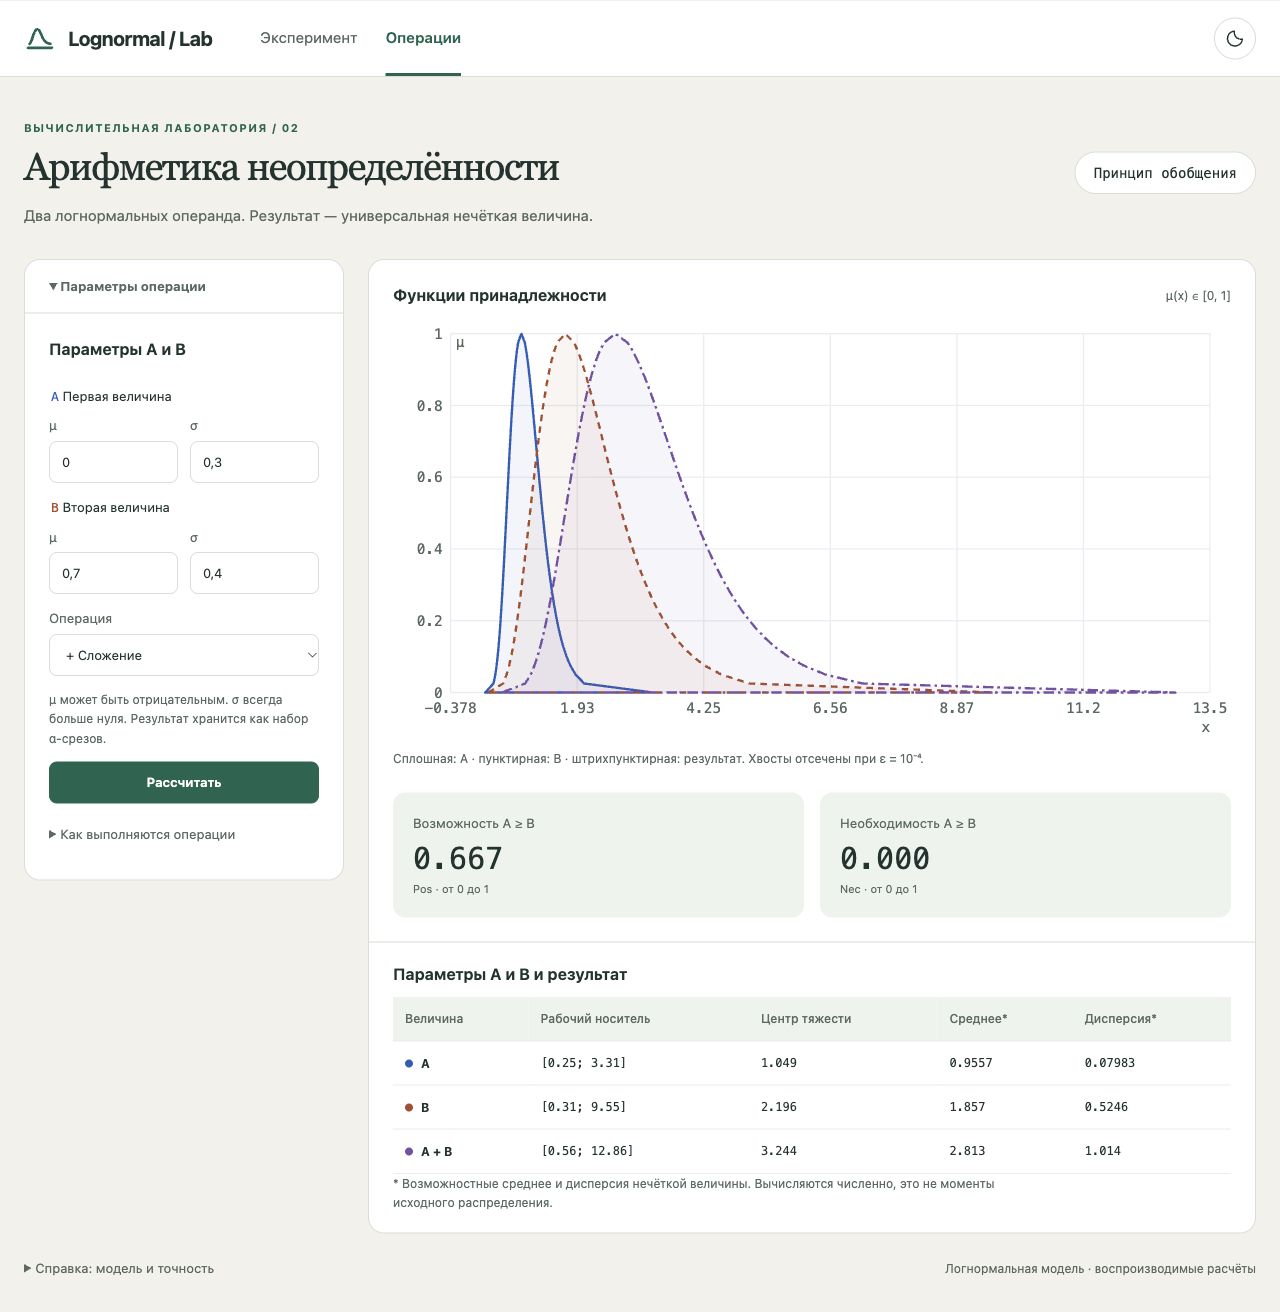 Lognormal / Lab
Эксперимент
Операции
ВЫЧИСЛИТЕЛЬНАЯ ЛАБОРАТОРИЯ / 02
Арифметика неопределённости
Принцип обобщения
Два логнормальных операнда. Результат — универсальная нечёткая величина.
▼ Параметры операции
Параметры A и B
A Первая величина
μ σ
0 0,3
B Вторая величина
μ σ
0,7 0,4
Операция
+ Сложение
μ может быть отрицательным. σ всегда
больше нуля. Результат хранится как набор
α-срезов.
Рассчитать
▶ Как выполняются операции
Функции принадлежности
μ(x) ∈ [0, 1]
1
μ
0.8
0.6
0.4
0.2
0
−0.378 1.93 4.25 6.56 8.87 11.2 13.5
x
Сплошная: A · пунктирная: B · штрихпунктирная: результат. Хвосты отсечены при ε = 10⁻⁴.
Возможность A ≥ B
0.667
Pos · от 0 до 1
Необходимость A ≥ B
0.000
Nec · от 0 до 1
Параметры A и B и результат
Величина Рабочий носитель Центр тяжести Среднее* Дисперсия*
A [0.25; 3.31] 1.049 0.9557 0.07983
B [0.31; 9.55] 2.196 1.857 0.5246
A + B [0.56; 12.86] 3.244 2.813 1.014
* Возможностные среднее и дисперсия нечёткой величины. Вычисляются численно, это не моменты
исходного распределения.
▶ Справка: модель и точность
Логнормальная модель · воспроизводимые расчёты